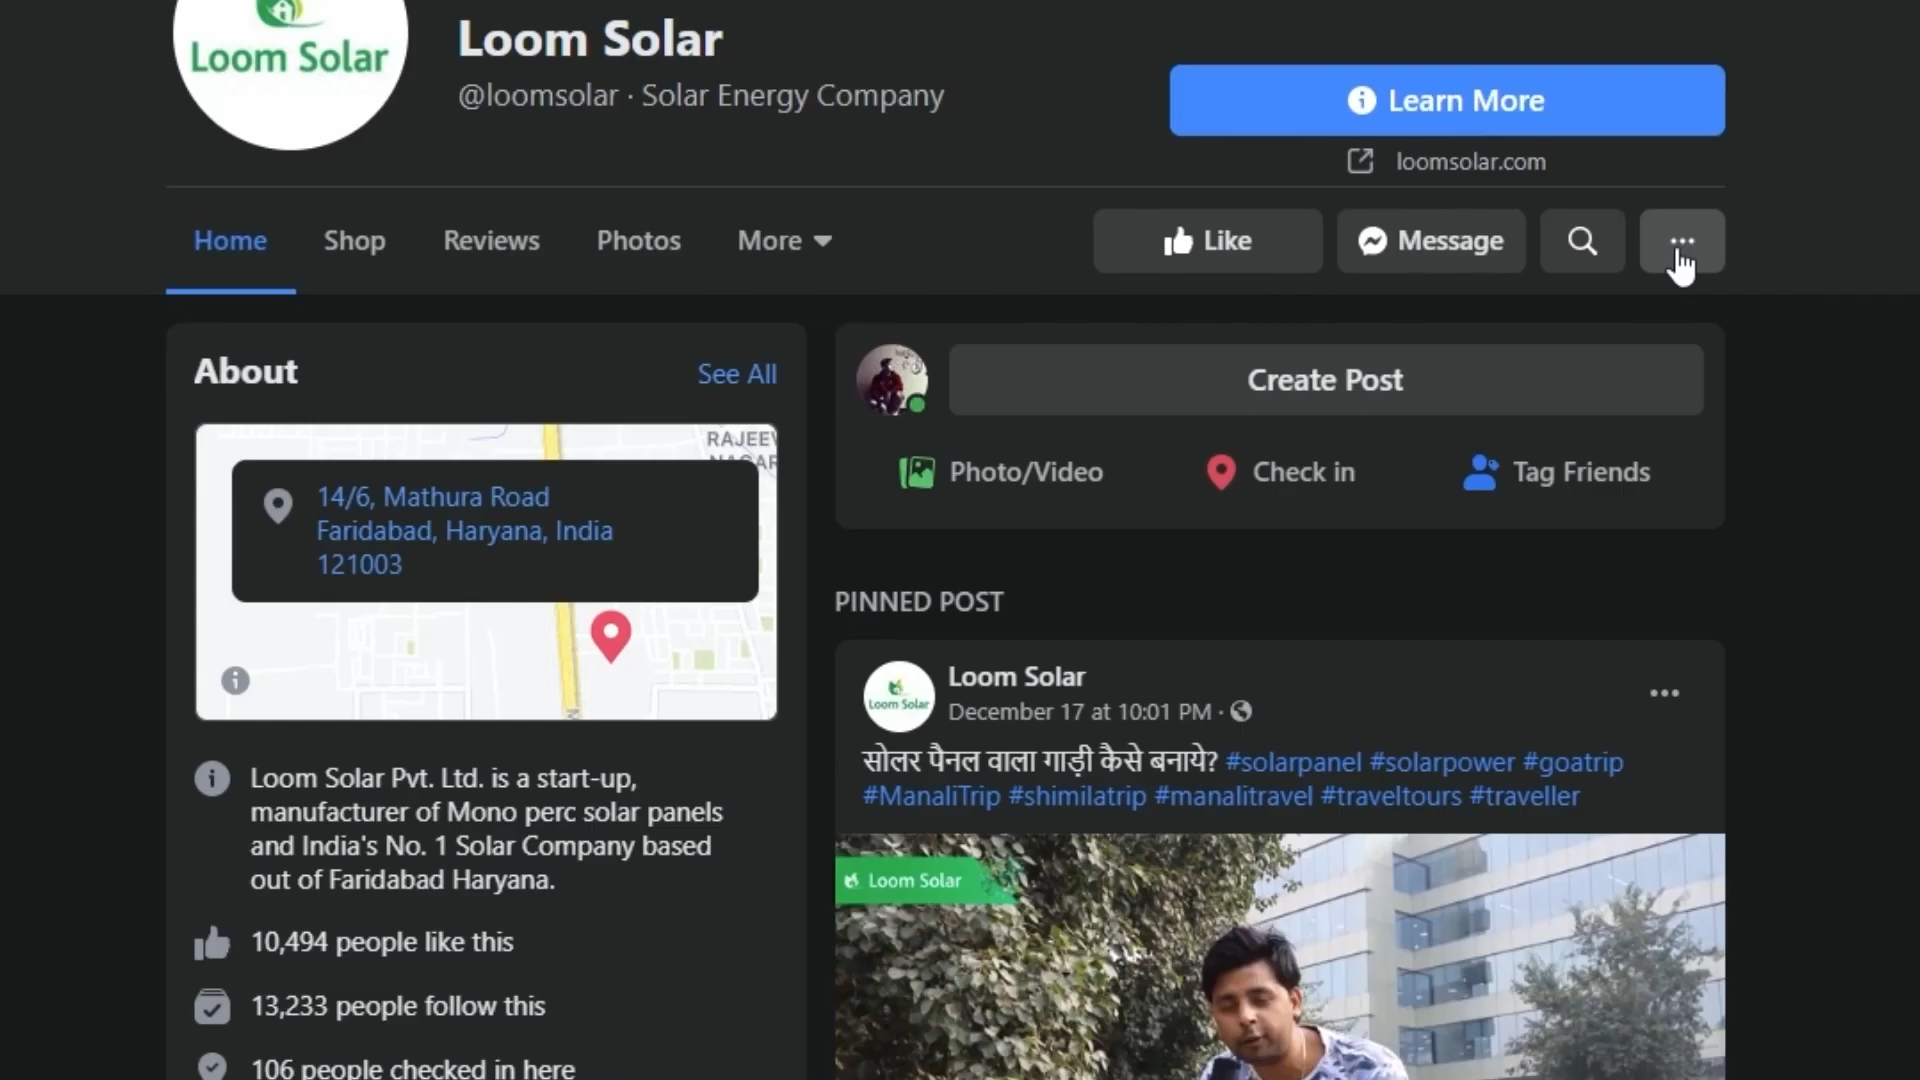 Loom Solar
Loom Solar
@loomsolar · Solar Energy Company
Learn More
loomsolar.com
Home
Shop
Reviews
Photos
More
Like
Message
About
See All
RAJEEV
NAGAR
14/6, Mathura Road
Faridabad, Haryana, India
121003
Loom Solar Pvt. Ltd. is a start-up,
manufacturer of Mono perc solar panels
and India's No. 1 Solar Company based
out of Faridabad Haryana.
10,494 people like this
13,233 people follow this
106 people checked in here
Create Post
Photo/Video
Check in
Tag Friends
PINNED POST
Loom Solar
Loom Solar
December 17 at 10:01 PM ·
सोलर पैनल वाला गाड़ी कैसे बनाये? #solarpanel #solarpower #goatrip
#ManaliTrip #shimilatrip #manalitravel #traveltours #traveller
Loom Solar